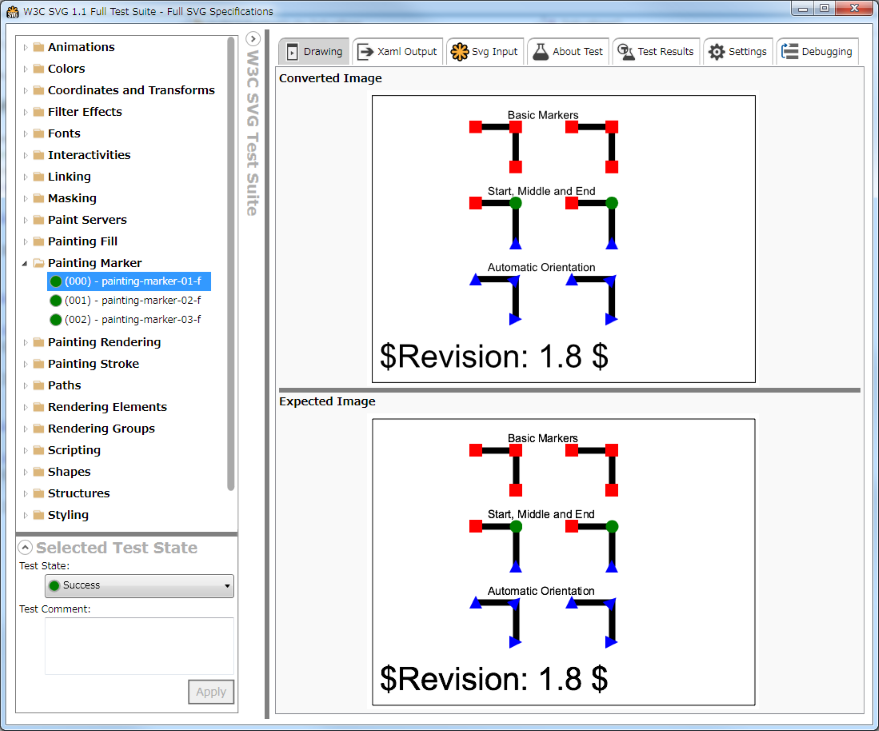 W3C SVG 1.1 Full Test Suite - Full SVG Specifications
Animations
Colors
Coordinates and Transforms
Filter Effects
Fonts
Interactivities
Linking
Masking
Paint Servers
Painting Fill
Painting Marker
(000) - painting-marker-01-f
(001) - painting-marker-02-f
(002) - painting-marker-03-f
Painting Rendering
Painting Stroke
Paths
Rendering Elements
Rendering Groups
Scripting
Shapes
Structures
Styling
Selected Test State
Test State:
Success
Test Comment:
Apply
W3C SVG Test Suite
Drawing
Xaml Output
Svg Input
About Test
Test Results
Settings
Debugging
Converted Image
Basic Markers
Start, Middle and End
Automatic Orientation
$Revision: 1.8 $
Expected Image
Basic Markers
Start, Middle and End
Automatic Orientation
$Revision: 1.8 $